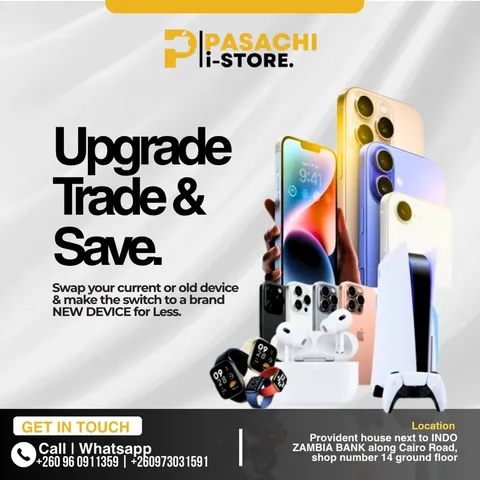 PASACHI
i-STORE.
Upgrade
Trade &
Save.
Swap your current or old device
& make the switch to a brand
NEW DEVICE for Less.
9:41
GET IN TOUCH
Call | Whatsapp
+260 96 0911359 | +260973031591
Location
Provident house next to INDO
ZAMBIA BANK along Cairo Road,
shop number 14 ground floor